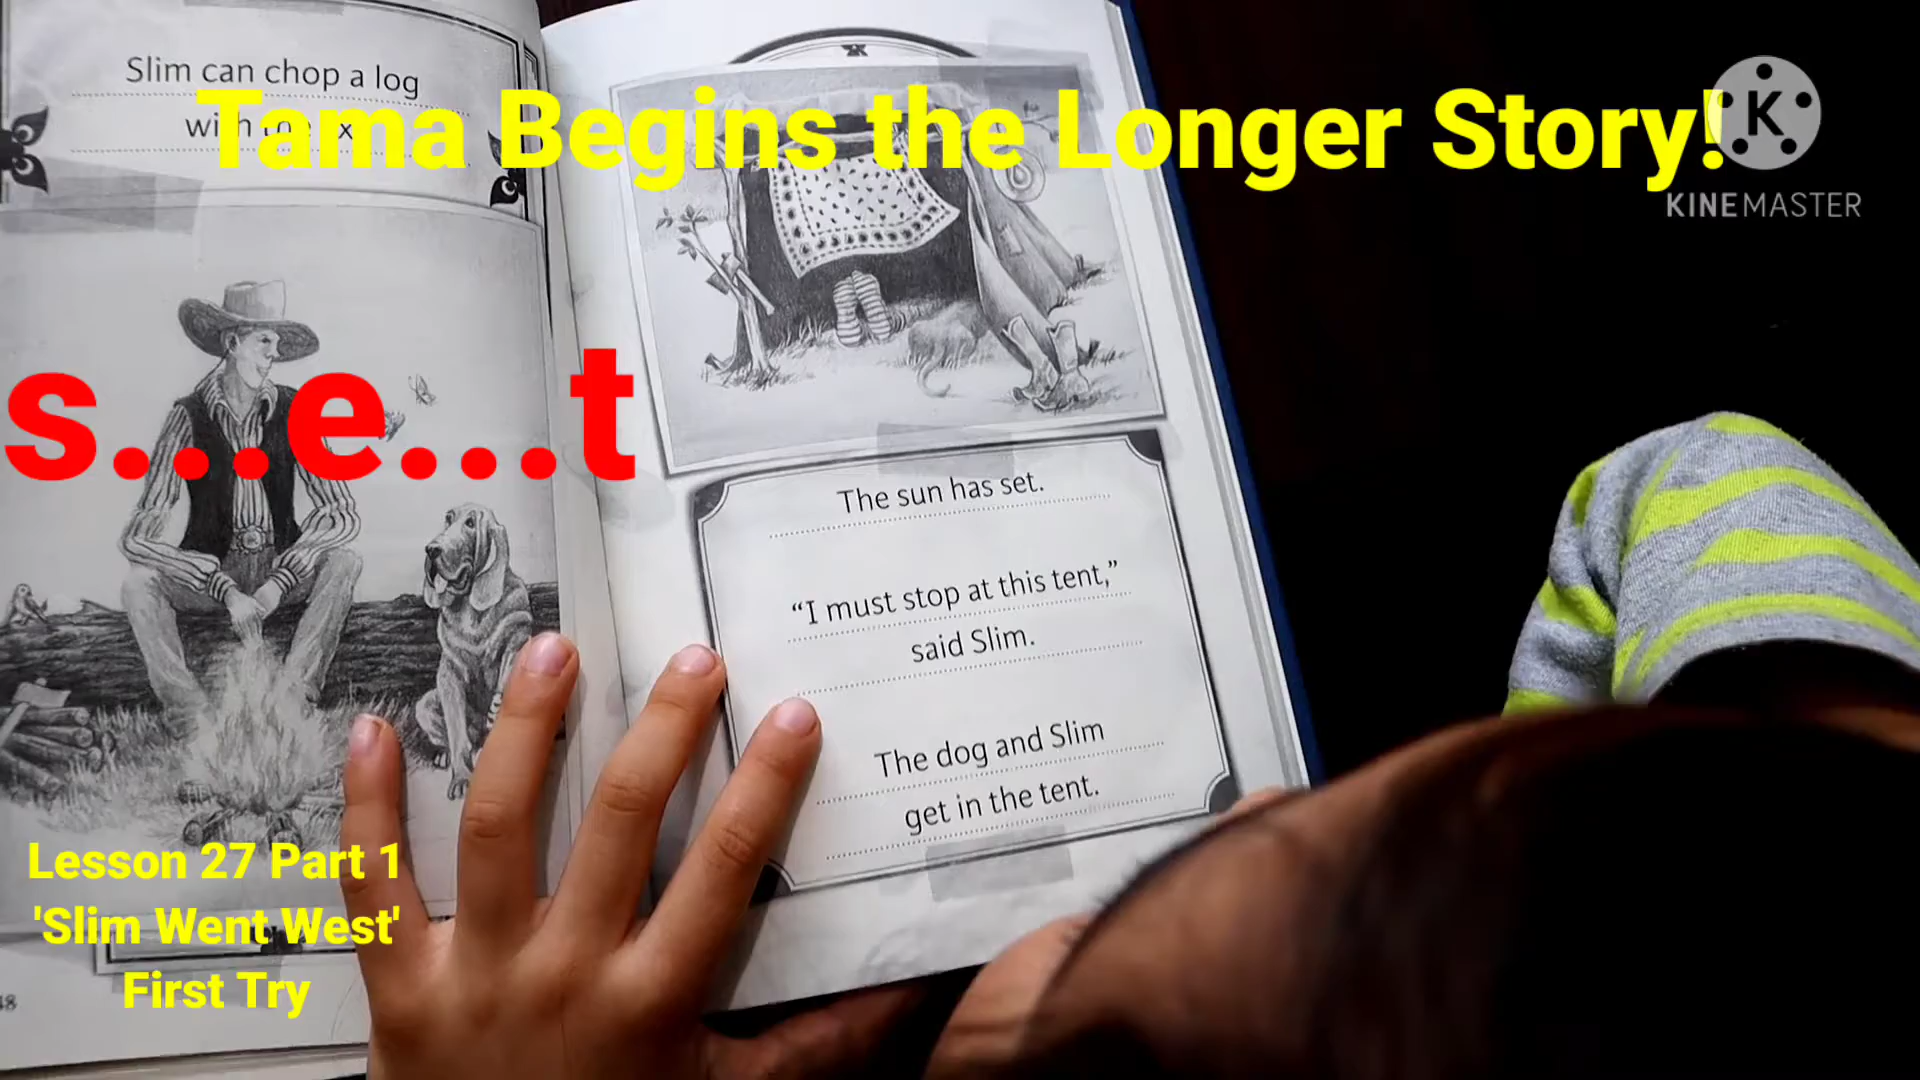 Slim can chop a log
Tama Begins the Longer Story!
K
KINEMASTER
s...e...t
The sun has set.
“I must stop at this tent,”
said Slim.
The dog and Slim
get in the tent.
Lesson 27 Part 1
'Slim Went West'
First Try